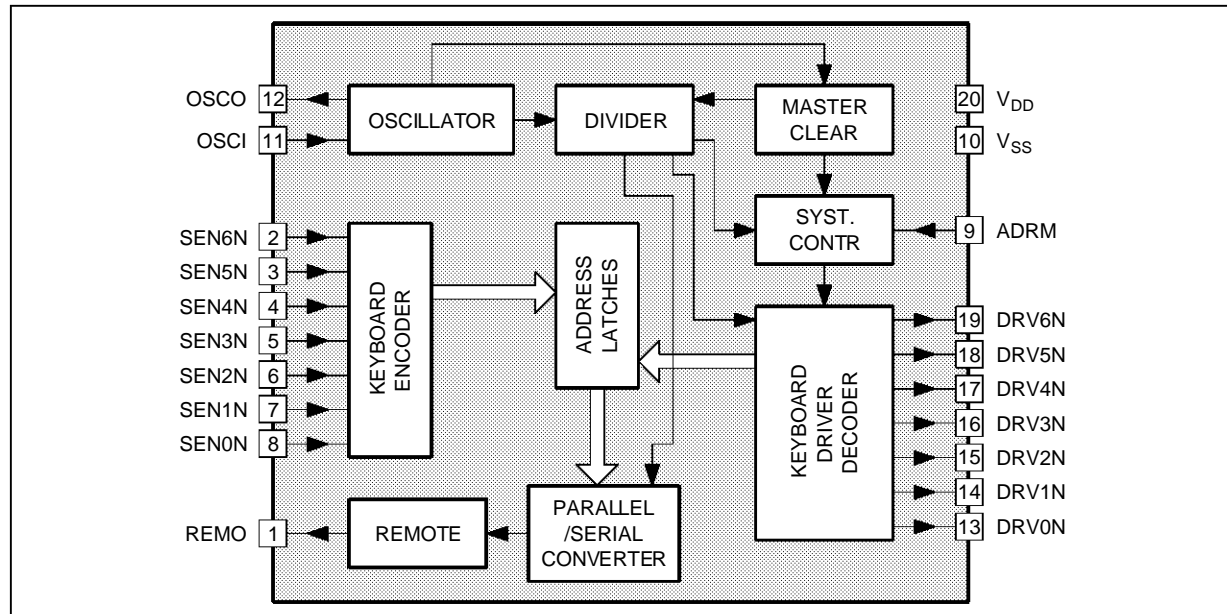 OSCO 12
OSCI 11
OSCILLATOR
DIVIDER
MASTER
CLEAR
20 VDD
10 VSS
SYST.
CONTR
9 ADRM
SEN6N 2
SEN5N 3
SEN4N 4
SEN3N 5
SEN2N 6
SEN1N 7
SEN0N 8
KEYBOARD
ENCODER
ADDRESS
LATCHES
KEYBOARD
DRIVER
DECODER
19 DRV6N
18 DRV5N
17 DRV4N
16 DRV3N
15 DRV2N
14 DRV1N
13 DRV0N
REMO 1
REMOTE
PARALLEL
/SERIAL
CONVERTER